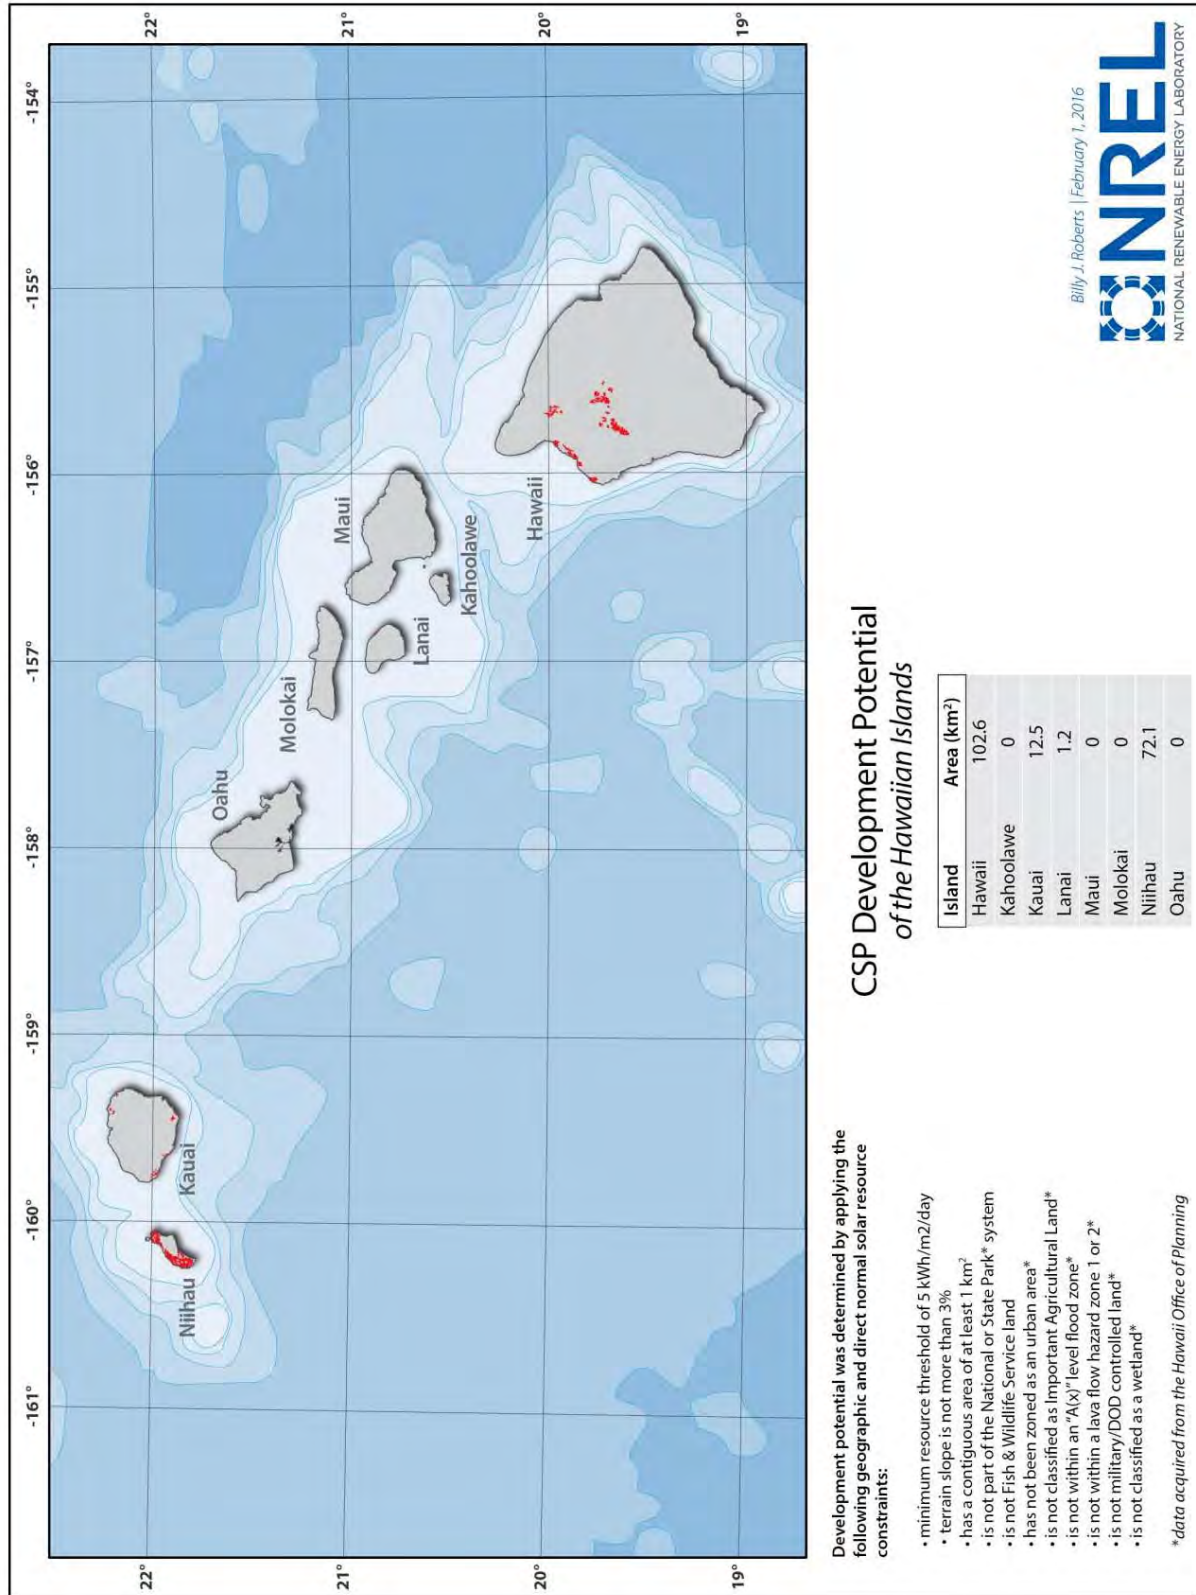 -161°
-160°
-159°
-158°
-157°
-156°
-155°
-154°
22°
22°
21°
21°
20°
20°
19°
19°
Niihau
Kauai
Oahu
Molokai
Lanai
Maui
Kahoolawe
Hawaii
Development potential was determined by applying the
following geographic and direct normal solar resource
constraints:
• minimum resource threshold of 5 kWh/m2/day
• terrain slope is not more than 3%
• has a contiguous area of at least 1 km²
• is not part of the National or State Park* system
• is not Fish & Wildlife Service land
• has not been zoned as an urban area*
• is not classified as Important Agricultural Land*
• is not within an "A(x)" level flood zone*
• is not within a lava flow hazard zone 1 or 2*
• is not military/DOD controlled land*
• is not classified as a wetland*
*data acquired from the Hawaii Office of Planning
CSP Development Potential
of the Hawaiian Islands
Island Area (km²)
Hawaii 102.6
Kahoolawe 0
Kauai 12.5
Lanai 1.2
Maui 0
Molokai 0
Niihau 72.1
Oahu 0
Billy J. Roberts | February 1, 2016
NREL
NATIONAL RENEWABLE ENERGY LABORATORY